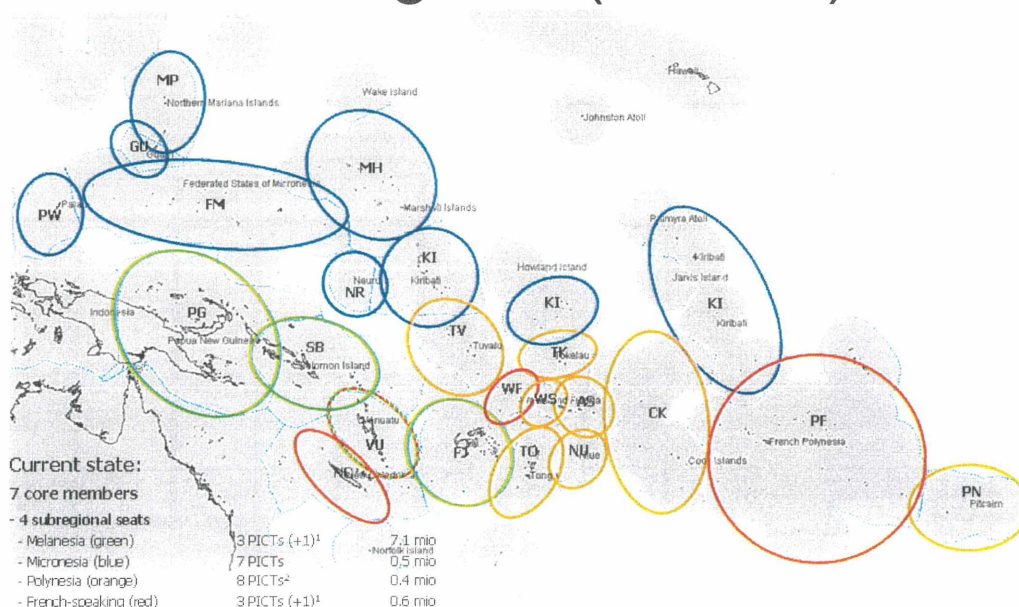 MP
Northern Mariana Islands
Wake Island
Hawaii
Johnston Atoll
GU
Guam
MH
Federated States of Micronesia
FM
PW
Palau
Marshall Islands
Palmyra Atoll
KI
Kiribati
Howland Island
Kiribati
Jarvis Island
KI
Nauru
NR
KI
Kiribati
Indonesia
PG
Papua New Guinea
SB
Solomon Island
TV
Tuvalu
TK
Tokelau
WF
WS
AS
CK
PF
French Polynesia
Vanuatu
VU
FJ
TO
Tonga
NU
Niue
Cook Islands
PN
Pitcairn
Norfolk Island
Current state:
7 core members
- 4 subregional seats
- Melanesia (green) 3 PICTs (+1)¹ 7.1 mio
- Micronesia (blue) 7 PICTs 0,5 mio
- Polynesia (orange) 8 PICTs² 0.4 mio
- French-speaking (red) 3 PICTs (+1)¹ 0.6 mio